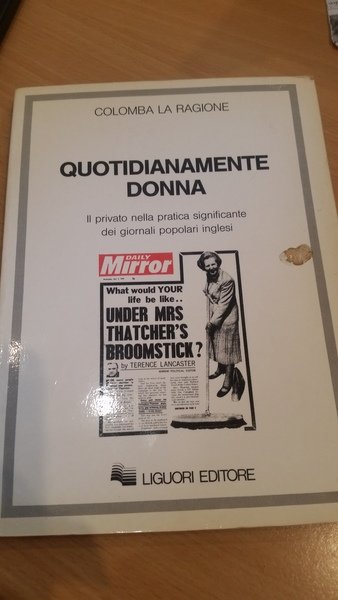 COLOMBA LA RAGIONE
QUOTIDIANAMENTE
DONNA
Il privato nella pratica significante
dei giornali popolari inglesi
DAILY
Mirror
What would YOUR
life be like..
UNDER MRS
THATCHER'S
BROOMSTICK?
by TERENCE LANCASTER
LIGUORI EDITORE